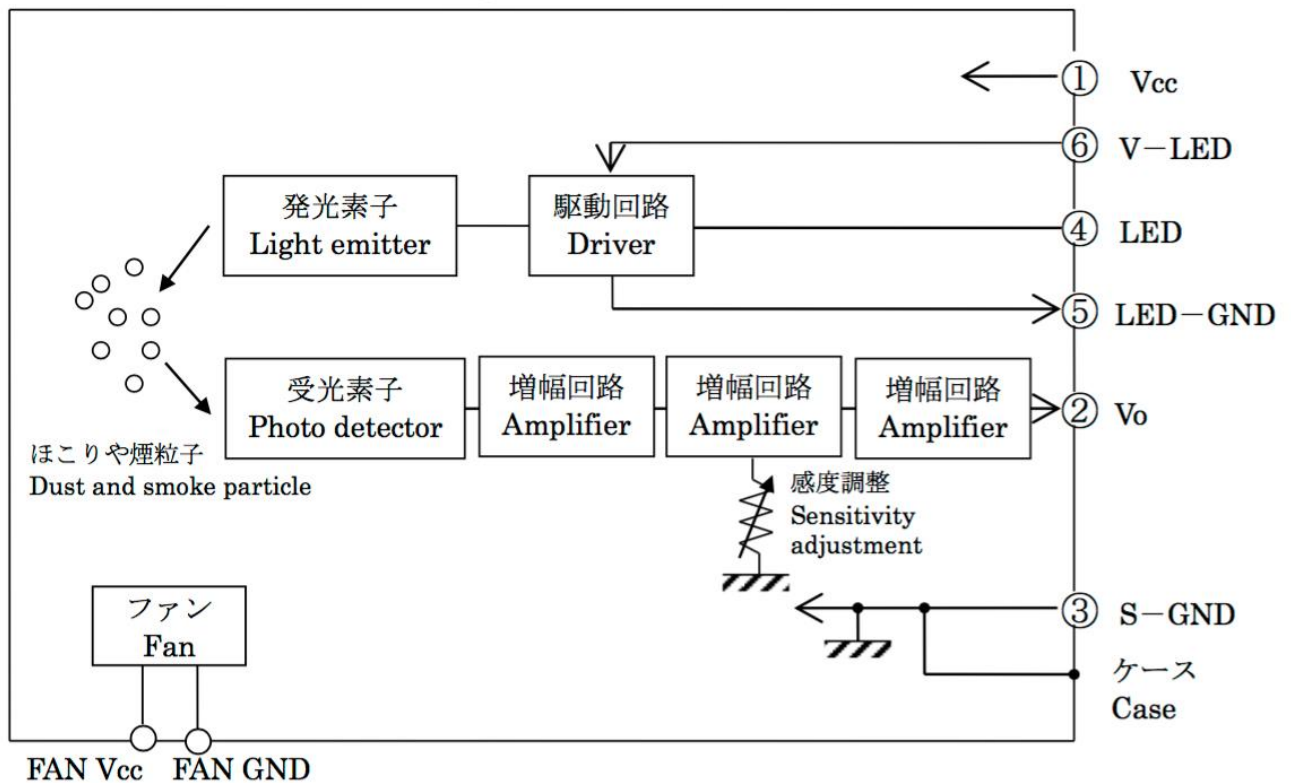 ① Vcc
⑥ V－LED
発光素子
Light emitter
駆動回路
Driver
④ LED
⑤ LED－GND
受光素子
Photo detector
増幅回路
Amplifier
増幅回路
Amplifier
増幅回路
Amplifier
② Vo
ほこりや煙粒子
Dust and smoke particle
感度調整
Sensitivity
adjustment
③ S－GND
ケース
Case
ファン
Fan
FAN Vcc
FAN GND